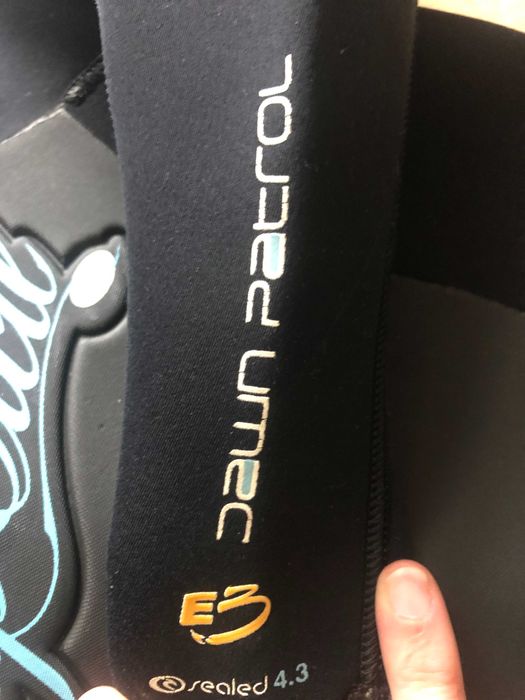 Dawn Patrol
E3
sealed 4.3